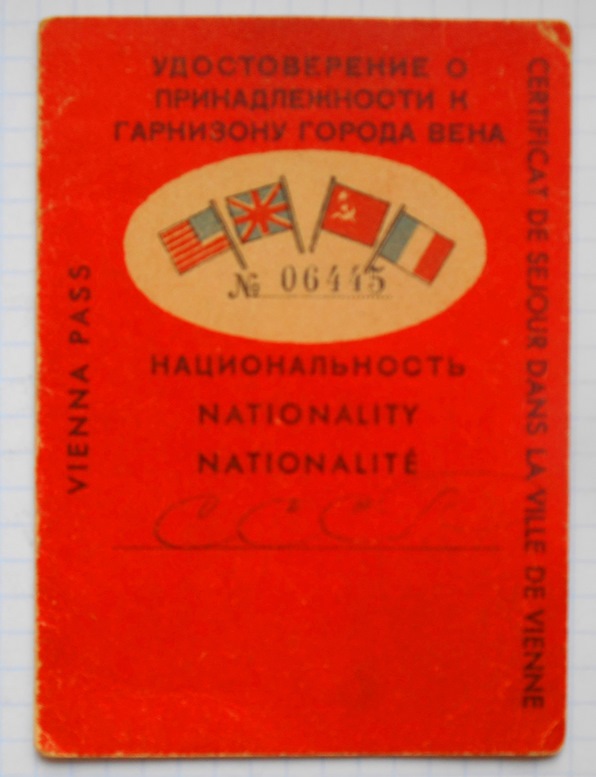 УДОСТОВЕРЕНИЕ О
ПРИНАДЛЕЖНОСТИ К
ГАРНИЗОНУ ГОРОДА ВЕНА
№ 06445
НАЦИОНАЛЬНОСТЬ
NATIONALITY
NATIONALITÉ
СССР
VIENNA PASS
CERTIFICAT DE SEJOUR DANS LA VILLE DE VIENNE